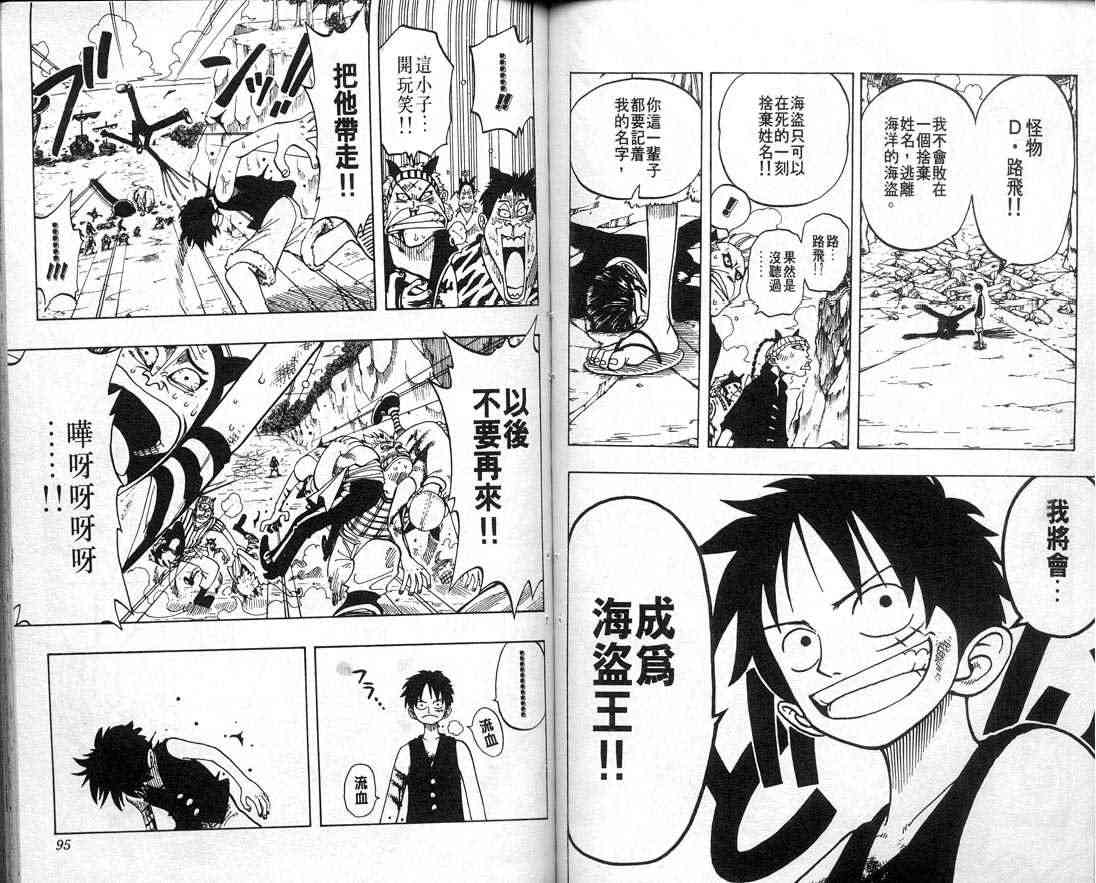 怪物
D・路飛!!
我不會敗在
一個捨棄
姓名，逃離
海洋的海盜。
海盜只可以
在死的一刻
捨棄姓名!!
!
路…
路飛!?
果然是
沒聽過
………
你這一輩子
都要記着
我的名字，
我將會…
成爲
海盜王!!
這小子…
開玩笑!!
把他帶走!!
以後
不要再來!!
嘩呀呀呀呀
……!!
フラ…
流血
流血
95